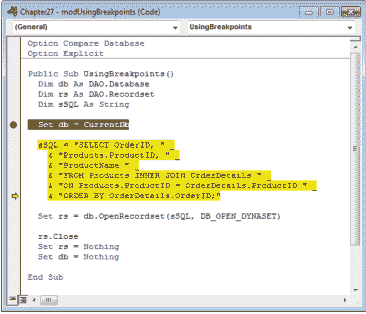 Chapter27 - modUsingBreakpoints (Code)
(General) UsingBreakpoints
Option Compare Database
Option Explicit
Public Sub UsingBreakpoints()
Dim db As DAO.Database
Dim rs As DAO.Recordset
Dim sSQL As String
Set db = CurrentDb
sSQL = "SELECT OrderID, " _
& "Products.ProductID, " _
& "ProductName " _
& "FROM Products INNER JOIN OrderDetails " _
& "ON Products.ProductID = OrderDetails.ProductID " _
& "ORDER BY OrderDetails.OrderID;"
Set rs = db.OpenRecordset(sSQL, DB_OPEN_DYNASET)
rs.Close
Set rs = Nothing
Set db = Nothing
End Sub